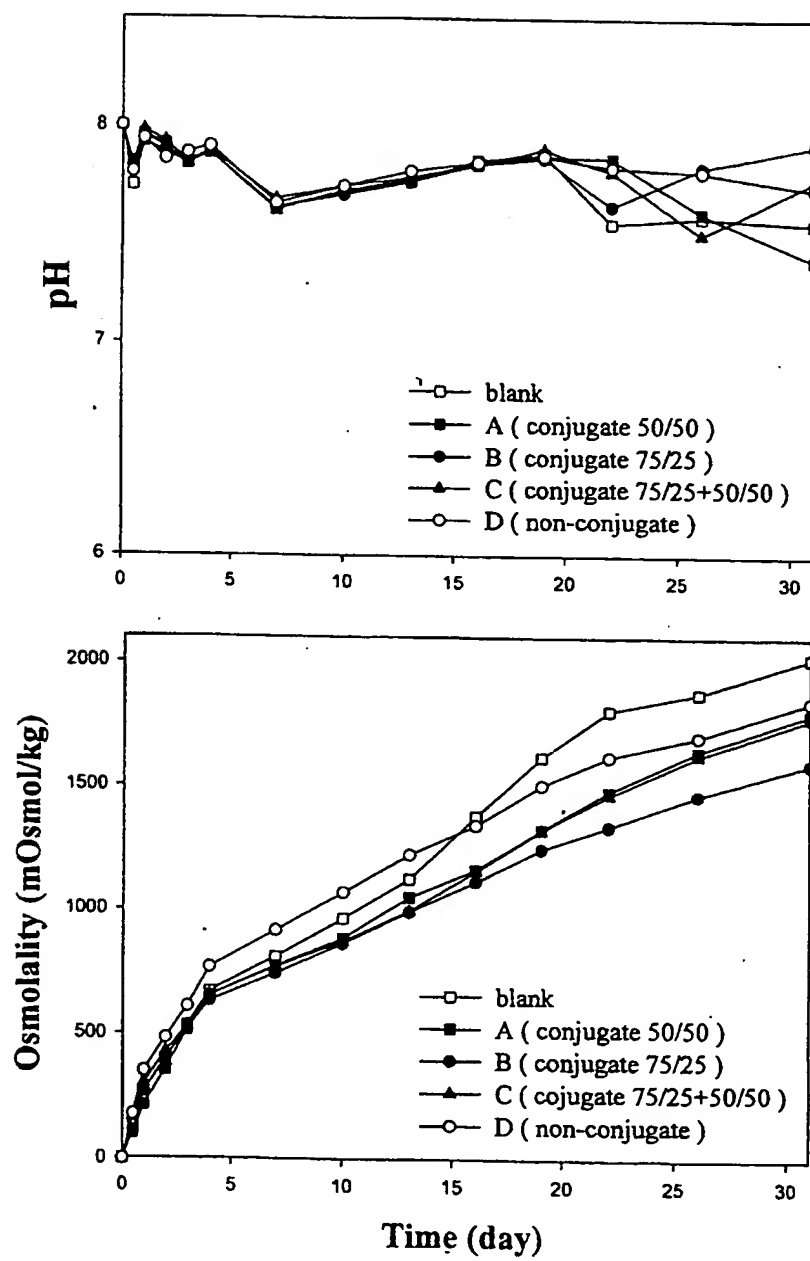 8
7
6
pH
blank
A ( conjugate 50/50 )
B ( conjugate 75/25 )
C ( conjugate 75/25+50/50 )
D ( non-conjugate )
0 5 10 15 20 25 30
2000
1500
1000
500
0
Osmolality (mOsmol/kg)
blank
A ( conjugate 50/50 )
B ( conjugate 75/25 )
C ( cojugate 75/25+50/50 )
D ( non-conjugate )
0 5 10 15 20 25 30
Time (day)